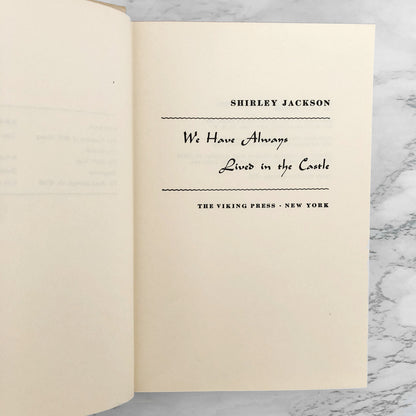 SHIRLEY JACKSON
We Have Always
Lived in the Castle
THE VIKING PRESS · NEW YORK